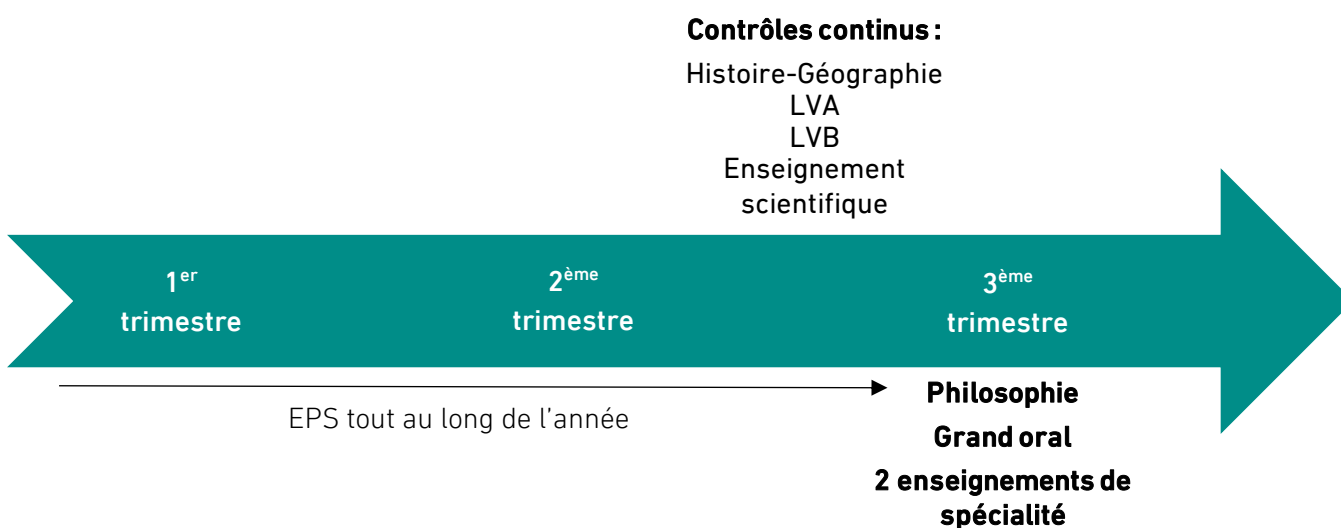 Contrôles continus :
Histoire-Géographie
LVA
LVB
Enseignement
scientifique
1er
trimestre
2ème
trimestre
3ème
trimestre
EPS tout au long de l’année
Philosophie
Grand oral
2 enseignements de
spécialité